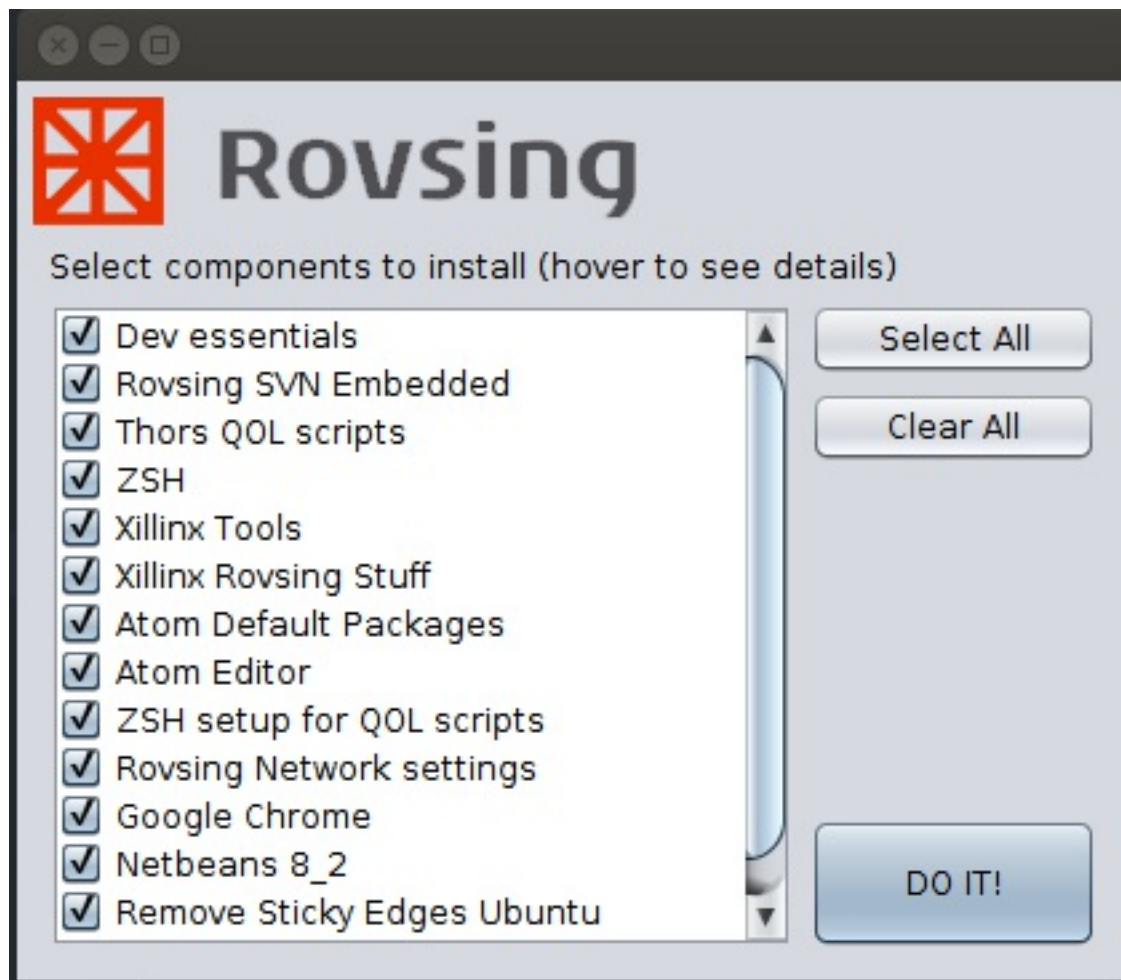 Rovsing
Select components to install (hover to see details)
Dev essentials
Rovsing SVN Embedded
Thors QOL scripts
ZSH
Xillinx Tools
Xillinx Rovsing Stuff
Atom Default Packages
Atom Editor
ZSH setup for QOL scripts
Rovsing Network settings
Google Chrome
Netbeans 8_2
Remove Sticky Edges Ubuntu
Select All
Clear All
DO IT!